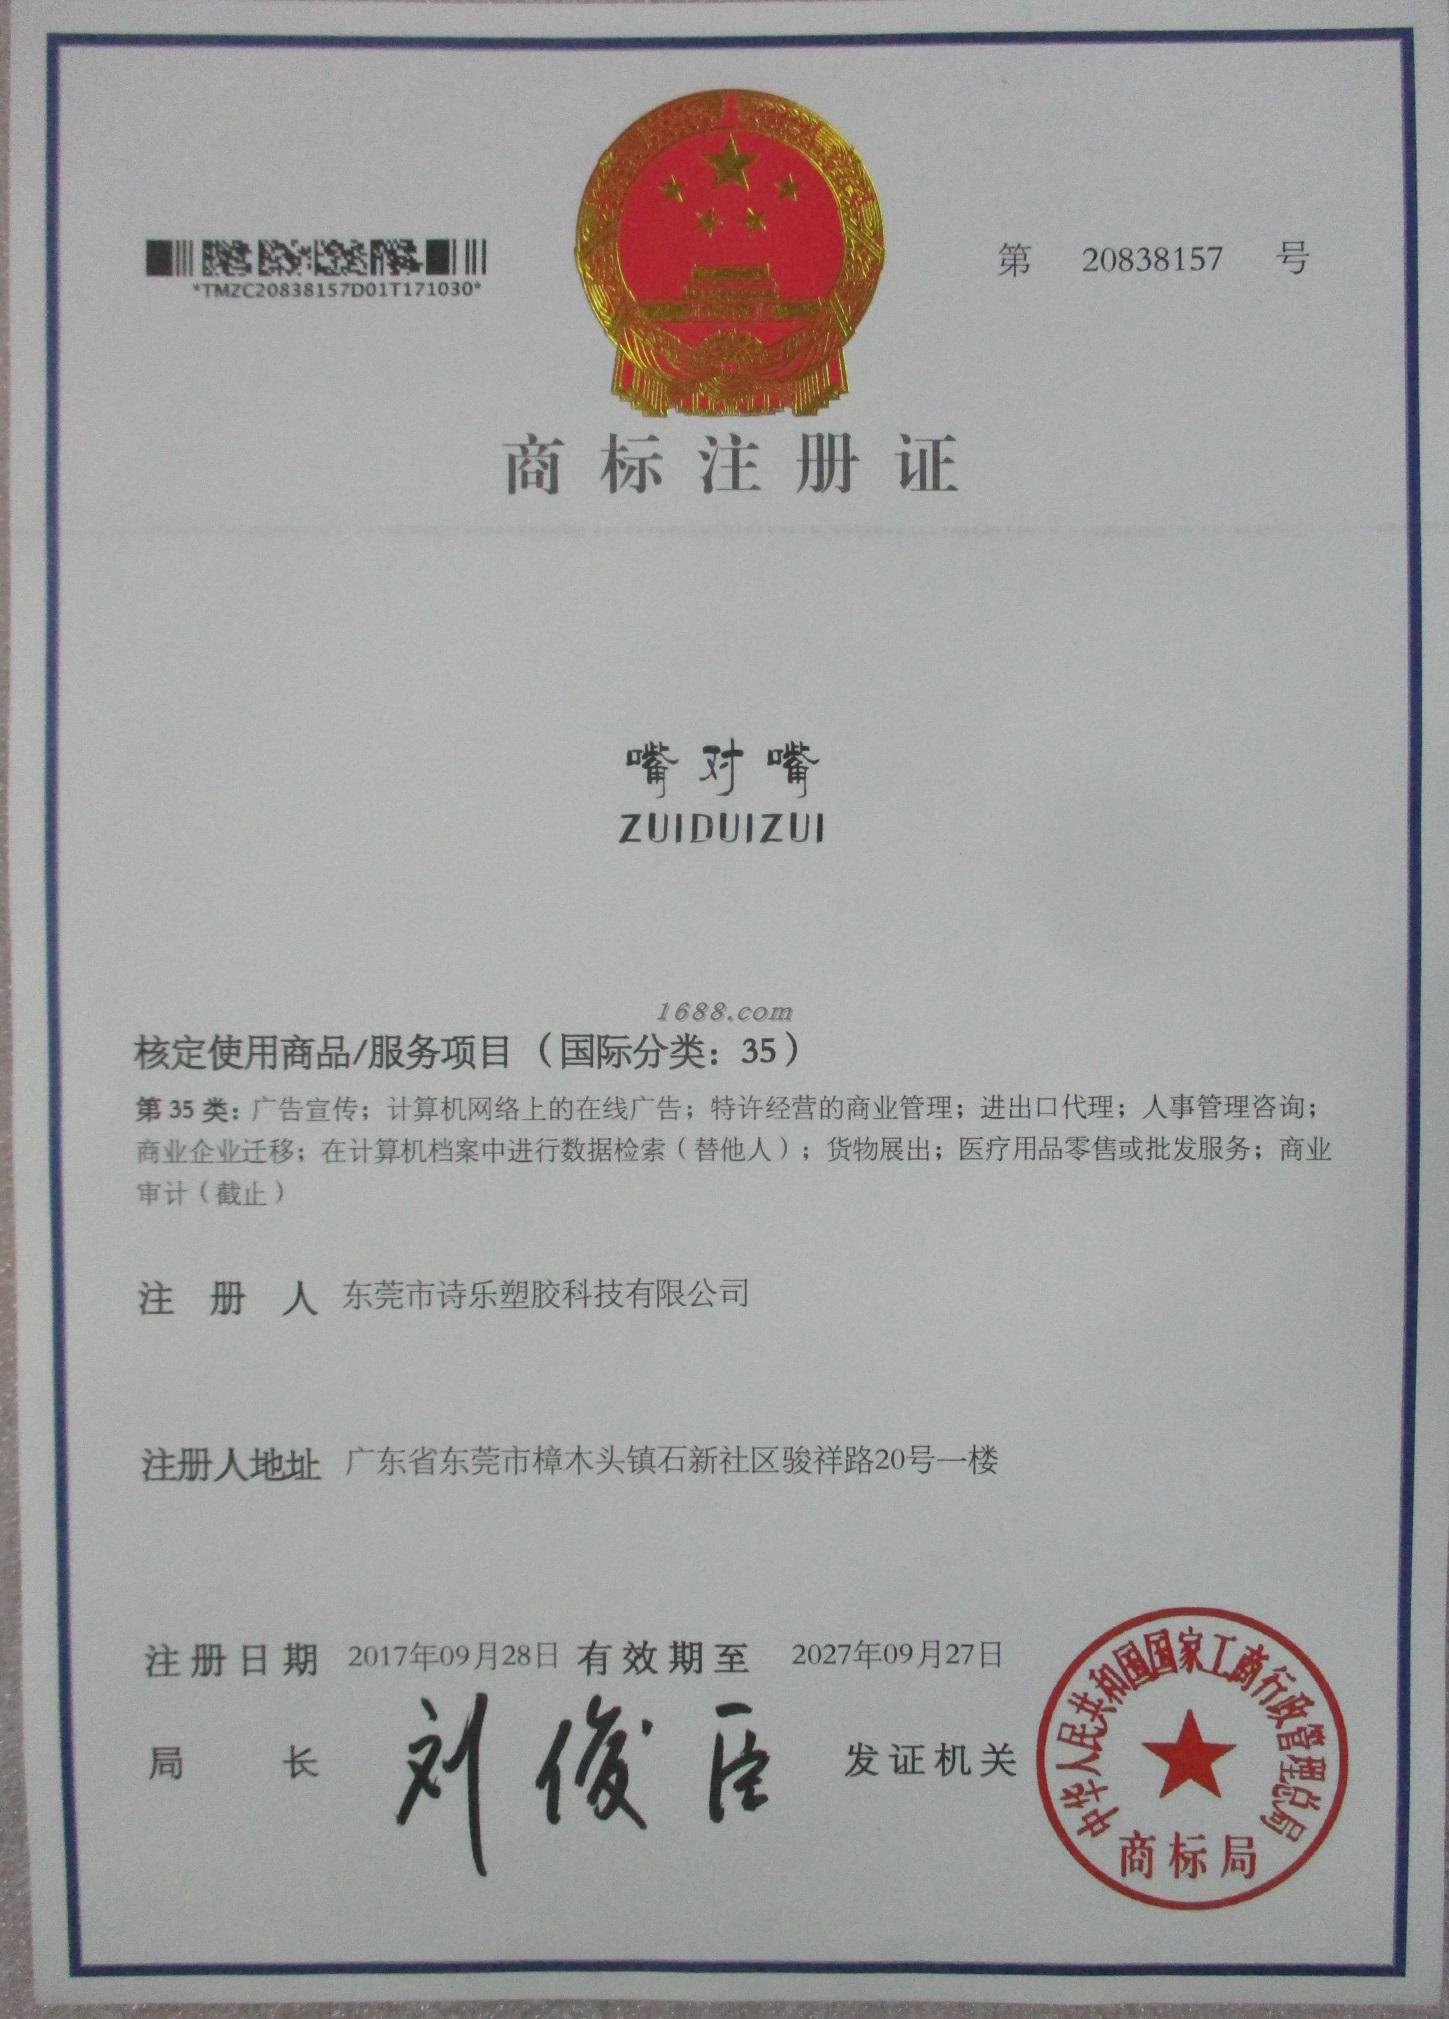 *TMZC20838157D01T171030*
第 20838157 号
商标注册证
嘴对嘴
ZUIDUIZUI
1688.com
核定使用商品/服务项目（国际分类：35）
第 35 类：广告宣传；计算机网络上的在线广告；特许经营的商业管理；进出口代理；人事管理咨询；
商业企业迁移；在计算机档案中进行数据检索（替他人）；货物展出；医疗用品零售或批发服务；商业
审计（截止）
注册人 东莞市诗乐塑胶科技有限公司
注册人地址 广东省东莞市樟木头镇石新社区骏祥路20号一楼
注册日期 2017年09月28日 有效期至 2027年09月27日
局长 刘俊臣 发证机关
中华人民共和国国家工商行政管理总局
商标局